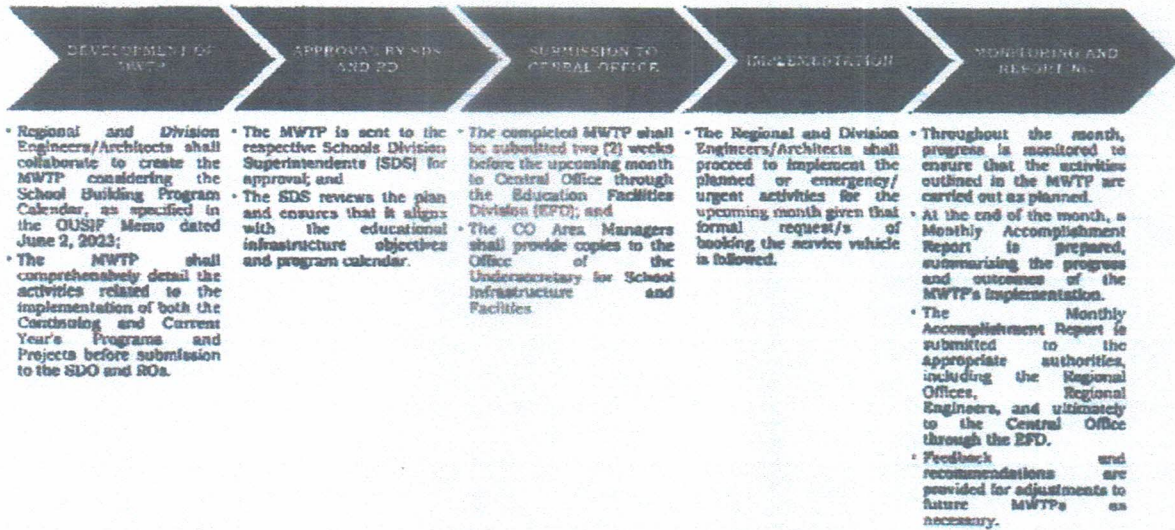 DEVELOPMENT OF
MWTP
APPROVAL BY SDS
AND RD
SUBMISSION TO
CENRAL OFFICE
IMPLEMENTATION
MONITORING AND
REPORTING
• Regional and Division
Engineers/Architects shall
collaborate to create the
MWTP considering the
School Building Program
Calendar, as specified in
the OUSIF Memo dated
June 2, 2023;
• The MWTP shall
comprehensively detail the
activities related to the
implementation of both the
Continuing and Current
Year's Programs and
Projects before submission
to the SDO and ROs.
• The MWTP is sent to the
respective Schools Division
Superintendents (SDS) for
approval; and
• The SDS reviews the plan
and ensures that it aligns
with the educational
infrastructure objectives
and program calendar.
• The completed MWTP shall
be submitted two (2) weeks
before the upcoming month
to Central Office through
the Education Facilities
Division (EFD); and
• The CO Area Managers
shall provide copies to the
Office of the
Undersecretary for School
Infrastructure and
Facilities
• The Regional and Division
Engineers/Architects shall
proceed to implement the
planned or emergency/
urgent activities for the
upcoming month given that
formal request/s of
booking the service vehicle
is followed.
• Throughout the month,
progress is monitored to
ensure that the activities
outlined in the MWTP are
carried out as planned.
• At the end of the month, a
Monthly Accomplishment
Report is prepared,
summarizing the progress
and outcomes of the
MWTP's implementation.
• The Monthly
Accomplishment Report is
submitted to the
appropriate authorities,
including the Regional
Offices, Regional
Engineers, and ultimately
to the Central Office
through the EFD.
• Feedback and
recommendations are
provided for adjustments to
future MWTPs as
necessary.